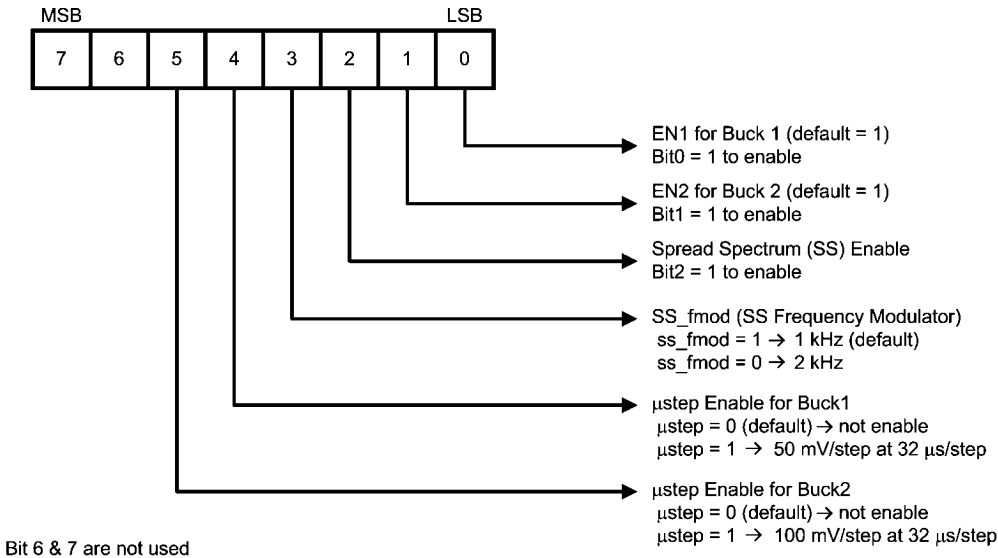 MSB LSB
7 6 5 4 3 2 1 0
EN1 for Buck 1 (default = 1)
Bit0 = 1 to enable
EN2 for Buck 2 (default = 1)
Bit1 = 1 to enable
Spread Spectrum (SS) Enable
Bit2 = 1 to enable
SS_fmod (SS Frequency Modulator)
ss_fmod = 1 → 1 kHz (default)
ss_fmod = 0 → 2 kHz
μstep Enable for Buck1
μstep = 0 (default) → not enable
μstep = 1 → 50 mV/step at 32 μs/step
μstep Enable for Buck2
μstep = 0 (default) → not enable
μstep = 1 → 100 mV/step at 32 μs/step
Bit 6 & 7 are not used